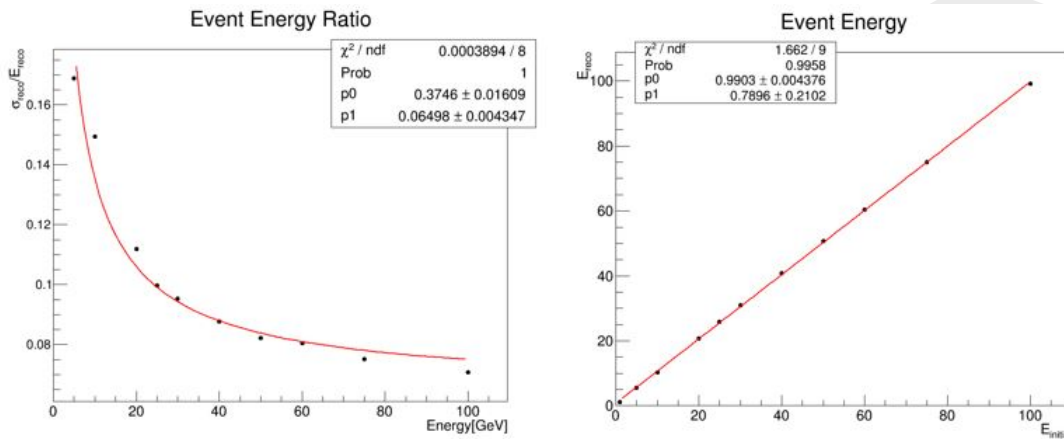 Event Energy Ratio
χ² / ndf 0.0003894 / 8
Prob 1
p0 0.3746 ± 0.01609
p1 0.06498 ± 0.004347
σreco/Ereco
0.16
0.14
0.12
0.1
0.08
0 20 40 60 80 100
Energy[GeV]
Event Energy
χ² / ndf 1.662 / 9
Prob 0.9958
p0 0.9903 ± 0.004376
p1 0.7896 ± 0.2102
Ereco
100
80
60
40
20
0
0 20 40 60 80 100
Einiti